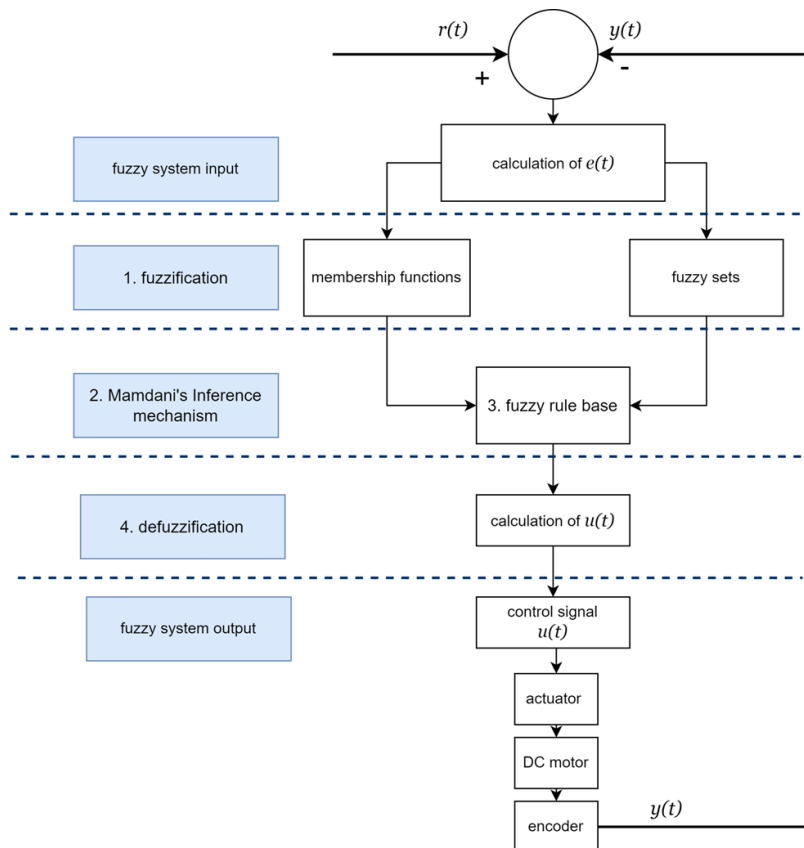 r(t)
y(t)
+
-
fuzzy system input
calculation of e(t)
1. fuzzification
membership functions
fuzzy sets
2. Mamdani's Inference
mechanism
3. fuzzy rule base
4. defuzzification
calculation of u(t)
fuzzy system output
control signal
u(t)
actuator
DC motor
encoder
y(t)